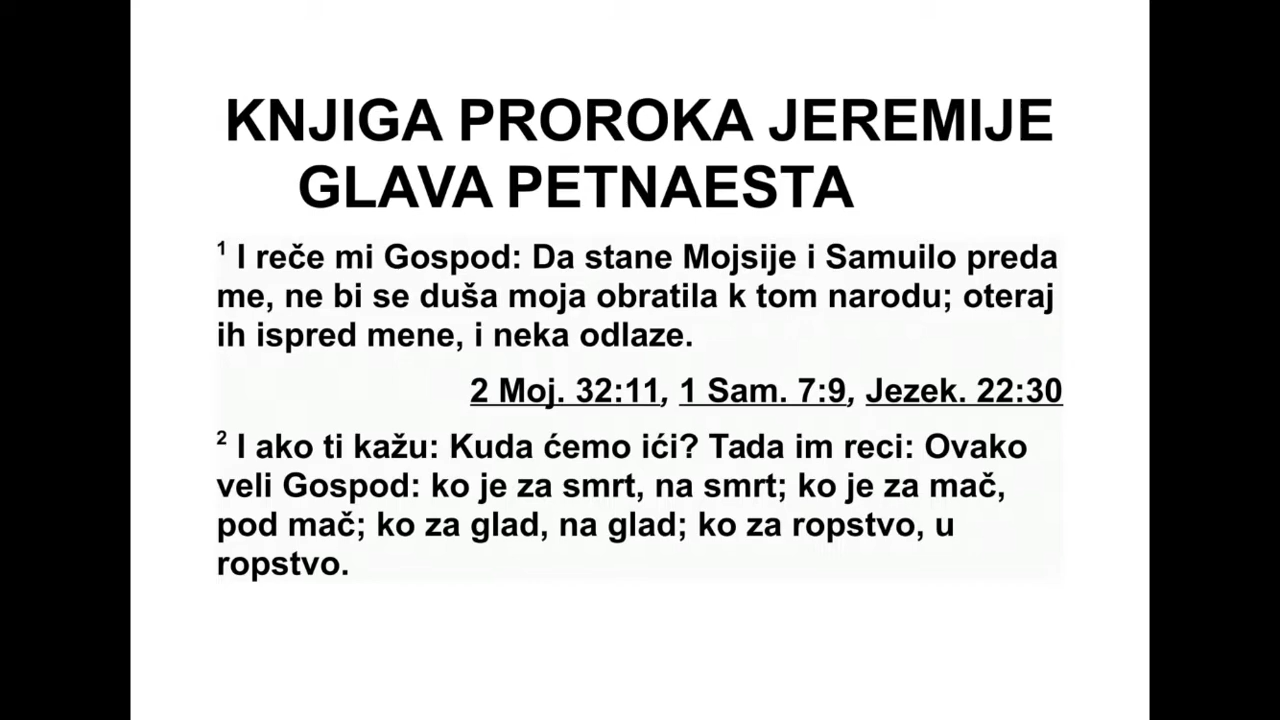 KNJIGA PROROKA JEREMIJE
GLAVA PETNAESTA
1 I reče mi Gospod: Da stane Mojsije i Samuilo preda
me, ne bi se duša moja obratila k tom narodu; oteraj
ih ispred mene, i neka odlaze.
2 Moj. 32:11, 1 Sam. 7:9, Jezek. 22:30
2 I ako ti kažu: Kuda ćemo ići? Tada im reci: Ovako
veli Gospod: ko je za smrt, na smrt; ko je za mač,
pod mač; ko za glad, na glad; ko za ropstvo, u
ropstvo.